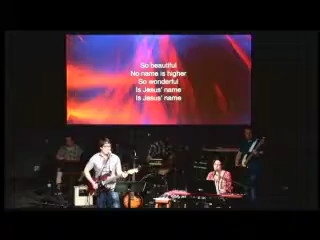 So beautiful
No name is higher
So wonderful
Is Jesus' name
Is Jesus' name